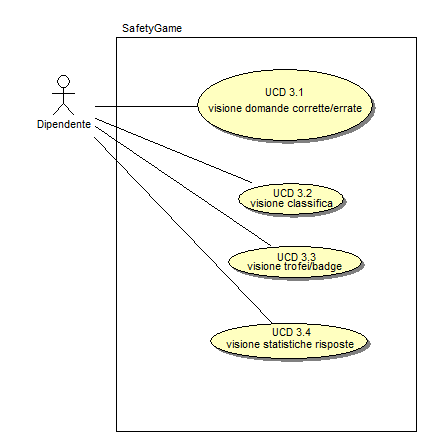 SafetyGame
UCD 3.1
visione domande corrette/errate
Dipendente
UCD 3.2
visione classifica
UCD 3.3
visione trofei/badge
UCD 3.4
visione statistiche risposte